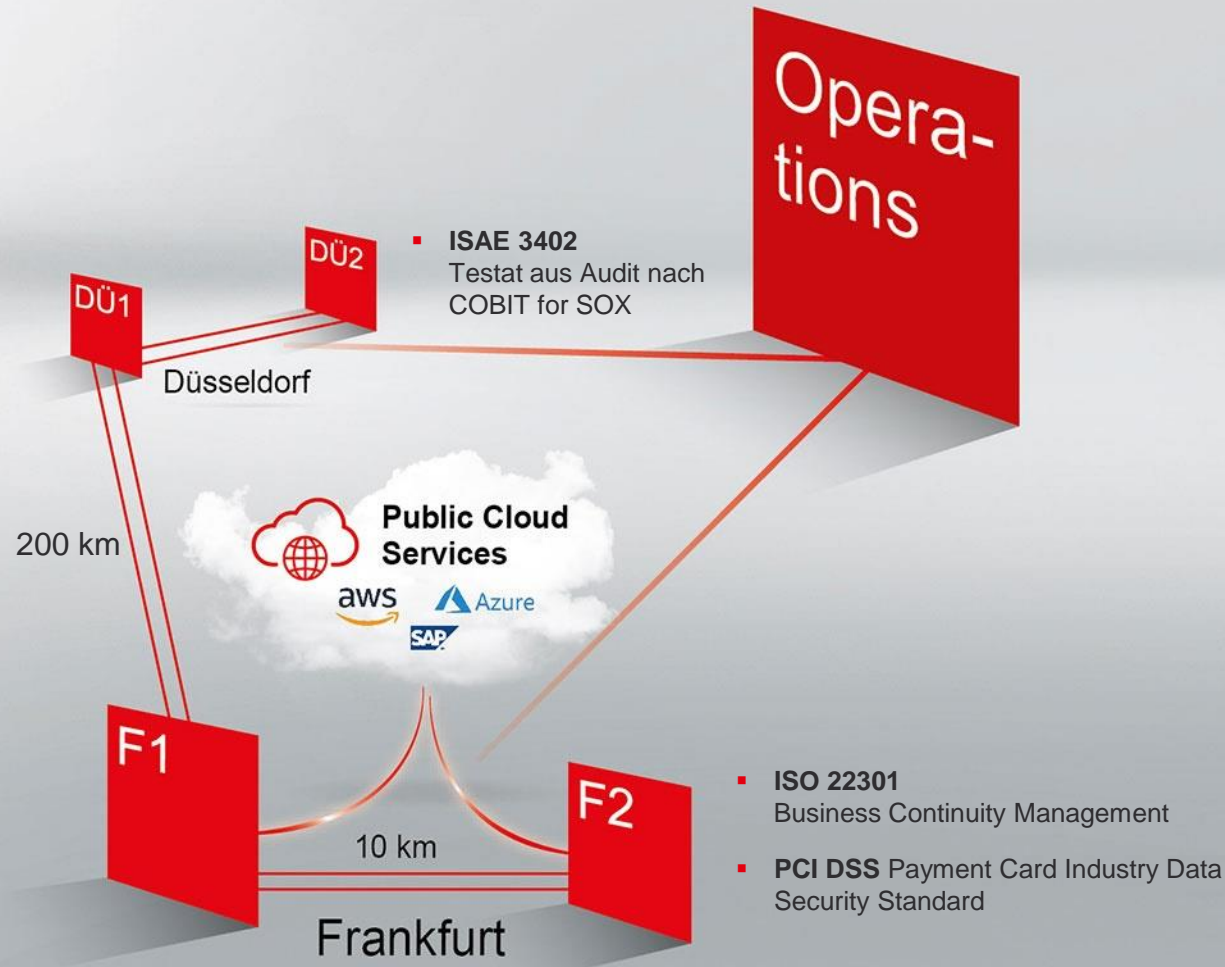 Opera-
tions
DÜ2
DÜ1
▪ ISAE 3402
Testat aus Audit nach
COBIT for SOX
Düsseldorf
Public Cloud
Services
aws
Azure
SAP
200 km
F1
F2
10 km
Frankfurt
▪ ISO 22301
Business Continuity Management
▪ PCI DSS Payment Card Industry Data
Security Standard